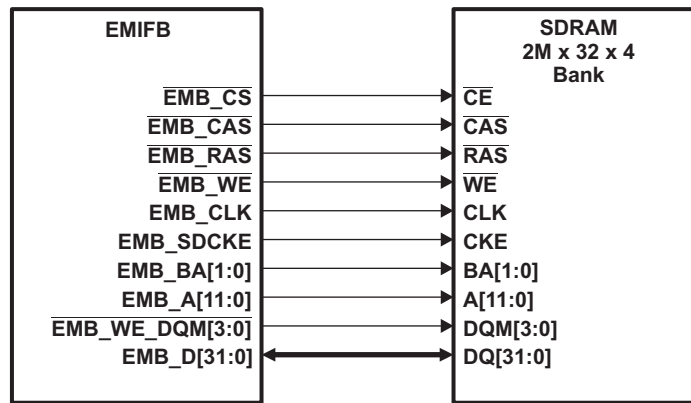 EMIFB
EMB_CS
EMB_CAS
EMB_RAS
EMB_WE
EMB_CLK
EMB_SDCKE
EMB_BA[1:0]
EMB_A[11:0]
EMB_WE_DQM[3:0]
EMB_D[31:0]
SDRAM
2M x 32 x 4
Bank
CE
CAS
RAS
WE
CLK
CKE
BA[1:0]
A[11:0]
DQM[3:0]
DQ[31:0]